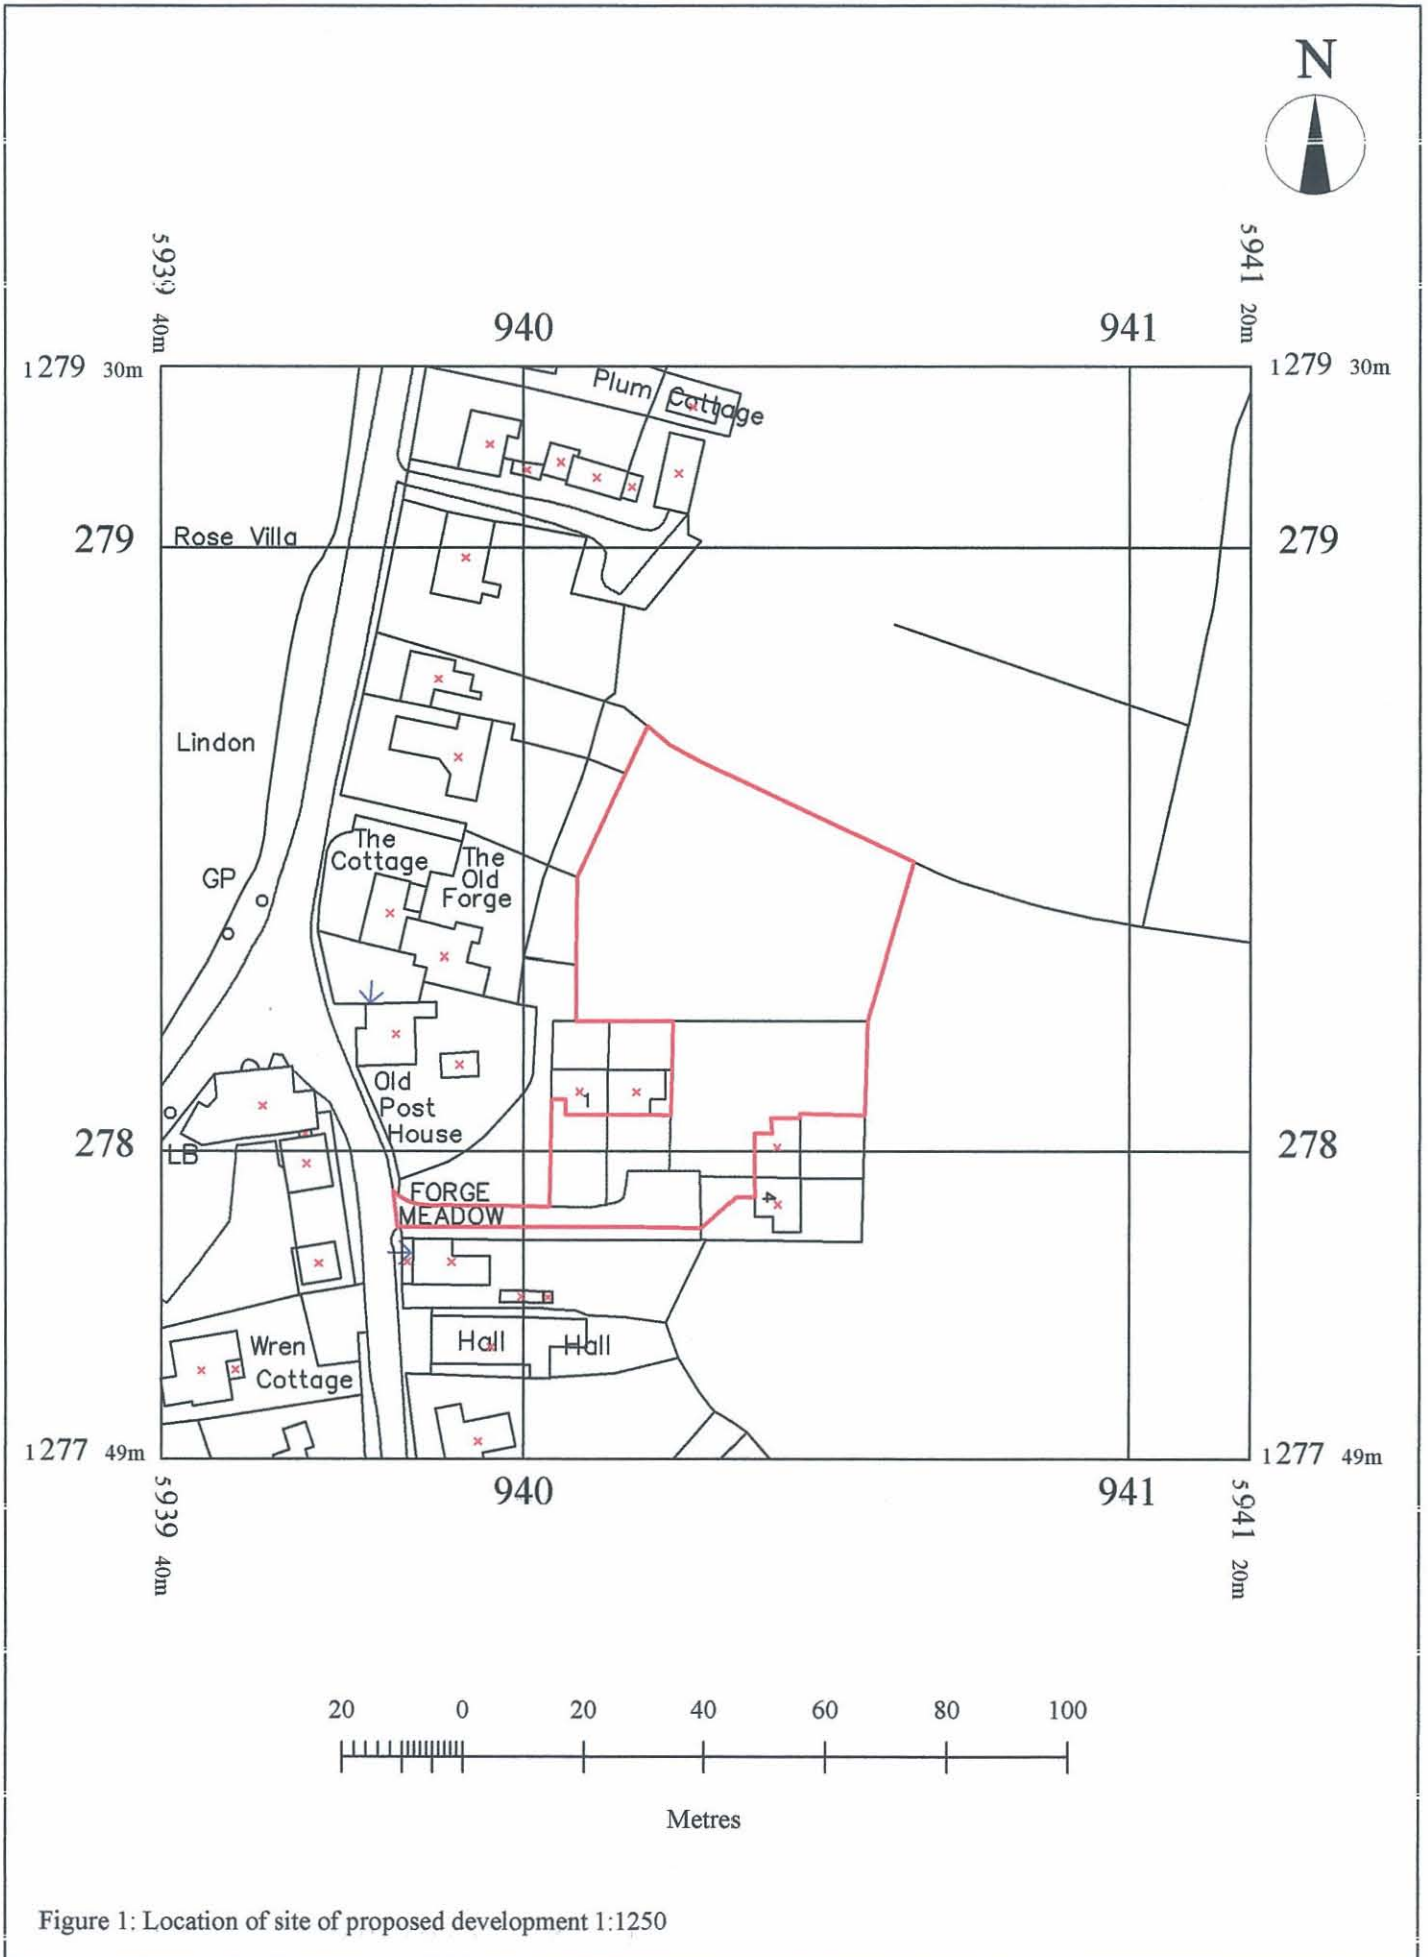 N
5939 40m
5941 20m
940
941
1279 30m
1279 30m
Plum Cottage
279
Rose Villa
279
Lindon
The
Cottage
The
Old
Forge
GP
Old
Post
House
1
278
LB
278
FORGE
MEADOW
4
Hall
Hall
Wren
Cottage
1277 49m
1277 49m
940
941
5939 40m
5941 20m
20 0 20 40 60 80 100
Metres
Figure 1: Location of site of proposed development 1:1250